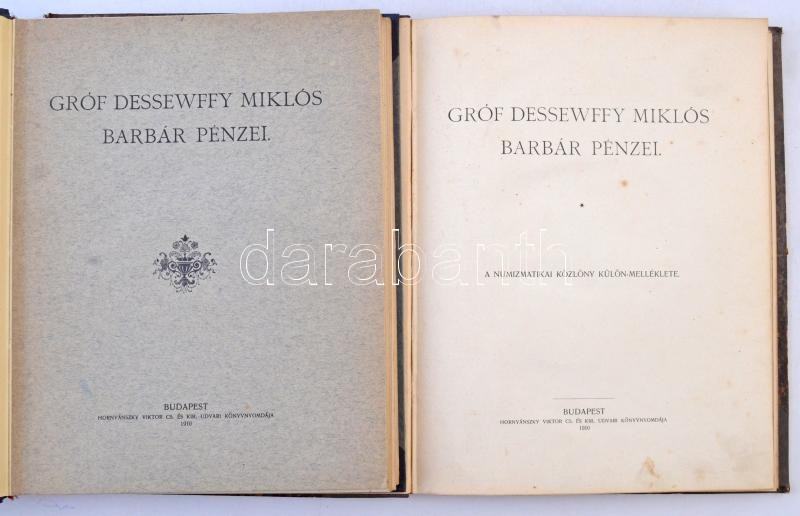 GRÓF DESSEWFFY MIKLÓS
BARBÁR PÉNZEI.
BUDAPEST
HORNYÁNSZKY VIKTOR CS. ÉS KIR. UDVARI KÖNYVNYOMDÁJA
1910
GRÓF DESSEWFFY MIKLÓS
BARBÁR PÉNZEI.
*
A NUMIZMATIKAI KÖZLÖNY KÜLÖN-MELLÉKLETE.
BUDAPEST
HORNYÁNSZKY VIKTOR CS. ÉS KIR. UDVARI KÖNYVNYOMDÁJA
1910
darabanth